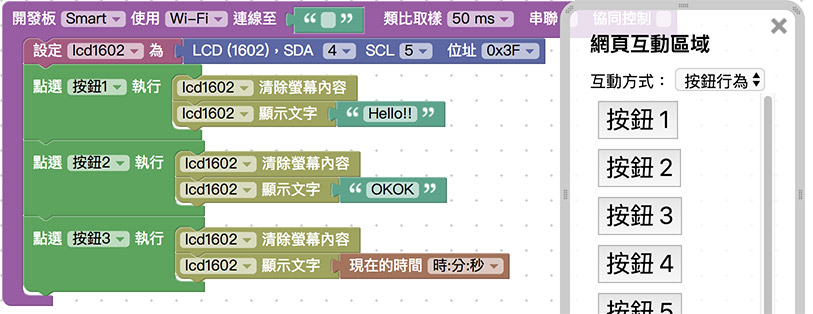 開發板 Smart 使用 Wi-Fi 連線至 “ ” 類比取樣 50 ms 串聯 協同控制
設定 lcd1602 為 LCD (1602)，SDA 4 SCL 5 位址 0x3F
點選 按鈕1 執行 lcd1602 清除螢幕內容
lcd1602 顯示文字 “ Hello!! ”
點選 按鈕2 執行 lcd1602 清除螢幕內容
lcd1602 顯示文字 “ OKOK ”
點選 按鈕3 執行 lcd1602 清除螢幕內容
lcd1602 顯示文字 現在的時間 時:分:秒
網頁互動區域
互動方式： 按鈕行為
按鈕 1
按鈕 2
按鈕 3
按鈕 4
按鈕 5